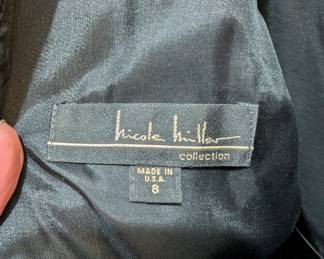 nicole miller
collection
MADE IN
U.S.A.
8